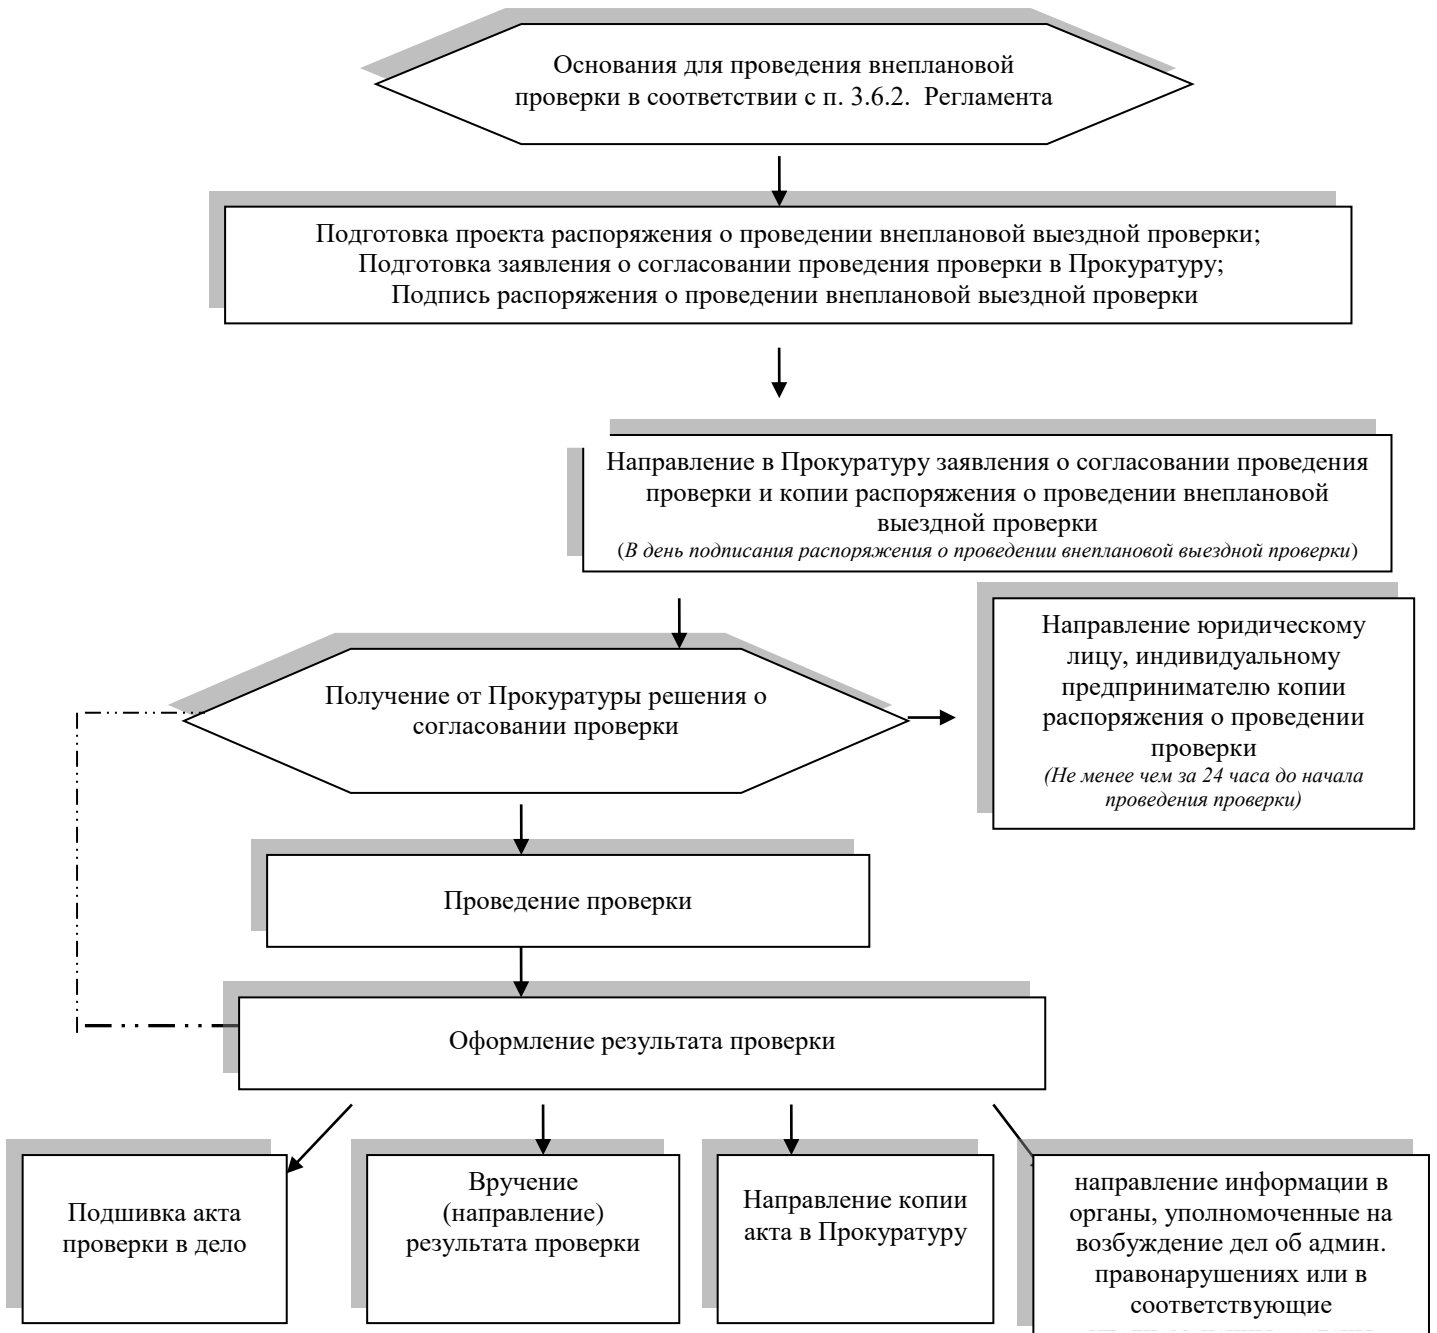 Основания для проведения внеплановой
проверки в соответствии с п. 3.6.2. Регламента
Подготовка проекта распоряжения о проведении внеплановой выездной проверки;
Подготовка заявления о согласовании проведения проверки в Прокуратуру;
Подпись распоряжения о проведении внеплановой выездной проверки
Направление в Прокуратуру заявления о согласовании проведения
проверки и копии распоряжения о проведении внеплановой
выездной проверки
(В день подписания распоряжения о проведении внеплановой выездной проверки)
Направление юридическому
лицу, индивидуальному
предпринимателю копии
распоряжения о проведении
проверки
(Не менее чем за 24 часа до начала
проведения проверки)
Получение от Прокуратуры решения о
согласовании проверки
Проведение проверки
Оформление результата проверки
Подшивка акта
проверки в дело
Вручение
(направление)
результата проверки
Направление копии
акта в Прокуратуру
направление информации в
органы, уполномоченные на
возбуждение дел об админ.
правонарушениях или в
соответствующие